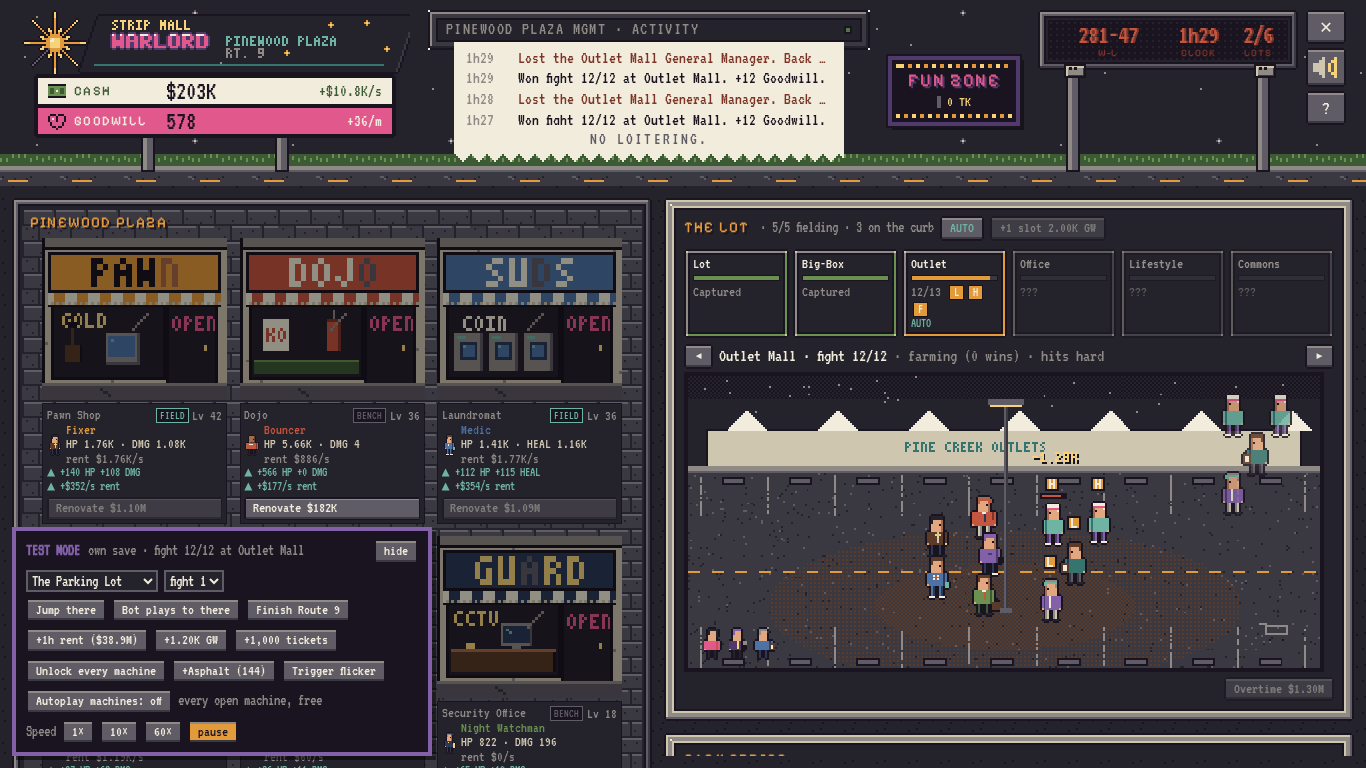 STRIP MALL
WARLORD
PINEWOOD PLAZA
RT. 9
CASH $203K +$10.8K/s
GOODWILL 578 +36/m
PINEWOOD PLAZA MGMT · ACTIVITY
1h29 Lost the Outlet Mall General Manager. Back …
1h29 Won fight 12/12 at Outlet Mall. +12 Goodwill.
1h28 Lost the Outlet Mall General Manager. Back …
1h27 Won fight 12/12 at Outlet Mall. +12 Goodwill.
NO LOITERING.
FUN ZONE
0 TK
281-47 1h29 2/6
W-L CLOCK LOTS
×
?
PINEWOOD PLAZA
PAWN DOJO SUDS
GOLD OPEN KO OPEN COIN OPEN
Pawn Shop FIELD Lv 42
Fixer
HP 1.76K · DMG 1.08K
rent $1.76K/s
▲ +140 HP +108 DMG
▲ +$352/s rent
Renovate $1.10M
Dojo BENCH Lv 36
Bouncer
HP 5.66K · DMG 4
rent $886/s
▲ +566 HP +0 DMG
▲ +$177/s rent
Renovate $182K
Laundromat FIELD Lv 36
Medic
HP 1.41K · HEAL 1.16K
rent $1.77K/s
▲ +112 HP +115 HEAL
▲ +$354/s rent
Renovate $1.09M
TEST MODE own save · fight 12/12 at Outlet Mall hide
The Parking Lot fight 1
Jump there Bot plays to there Finish Route 9
+1h rent ($38.9M) +1.20K GW +1,000 tickets
Unlock every machine +Asphalt (144) Trigger flicker
Autoplay machines: off every open machine, free
Speed 1× 10× 60× pause
GUARD
CCTV OPEN
Security Office BENCH Lv 18
Night Watchman
HP 822 · DMG 196
rent $0/s
THE LOT · 5/5 fielding · 3 on the curb AUTO +1 slot 2.00K GW
Lot
Captured
Big-Box
Captured
Outlet
12/13 L H
F
AUTO
Office
???
Lifestyle
???
Commons
???
◄ Outlet Mall · fight 12/12 · farming (0 wins) · hits hard ►
PINE CREEK OUTLETS
H H
L
L
Overtime $1.30M